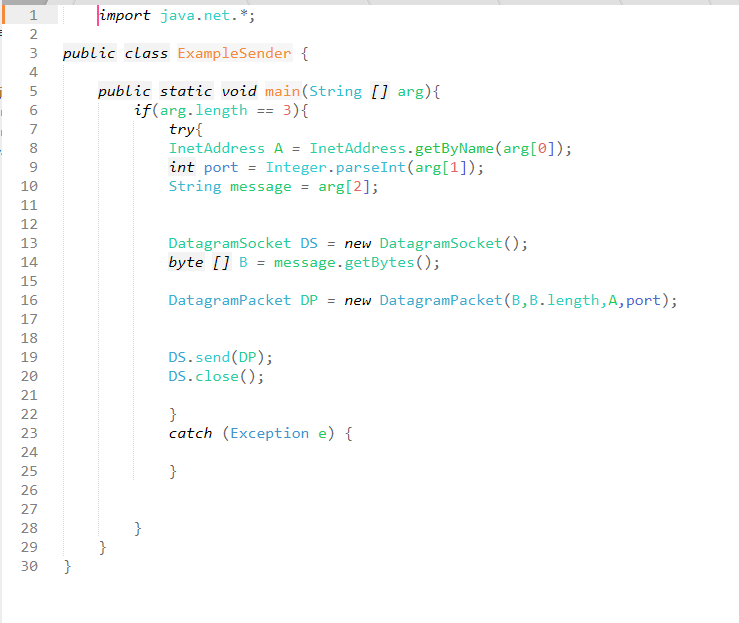 1 import java.net.*;
2
3 public class ExampleSender {
4
5 public static void main(String [] arg){
6 if(arg.length == 3){
7 try{
8 InetAddress A = InetAddress.getByName(arg[0]);
9 int port = Integer.parseInt(arg[1]);
10 String message = arg[2];
11
12
13 DatagramSocket DS = new DatagramSocket();
14 byte [] B = message.getBytes();
15
16 DatagramPacket DP = new DatagramPacket(B,B.length,A,port);
17
18
19 DS.send(DP);
20 DS.close();
21
22 }
23 catch (Exception e) {
24
25 }
26
27
28 }
29 }
30 }